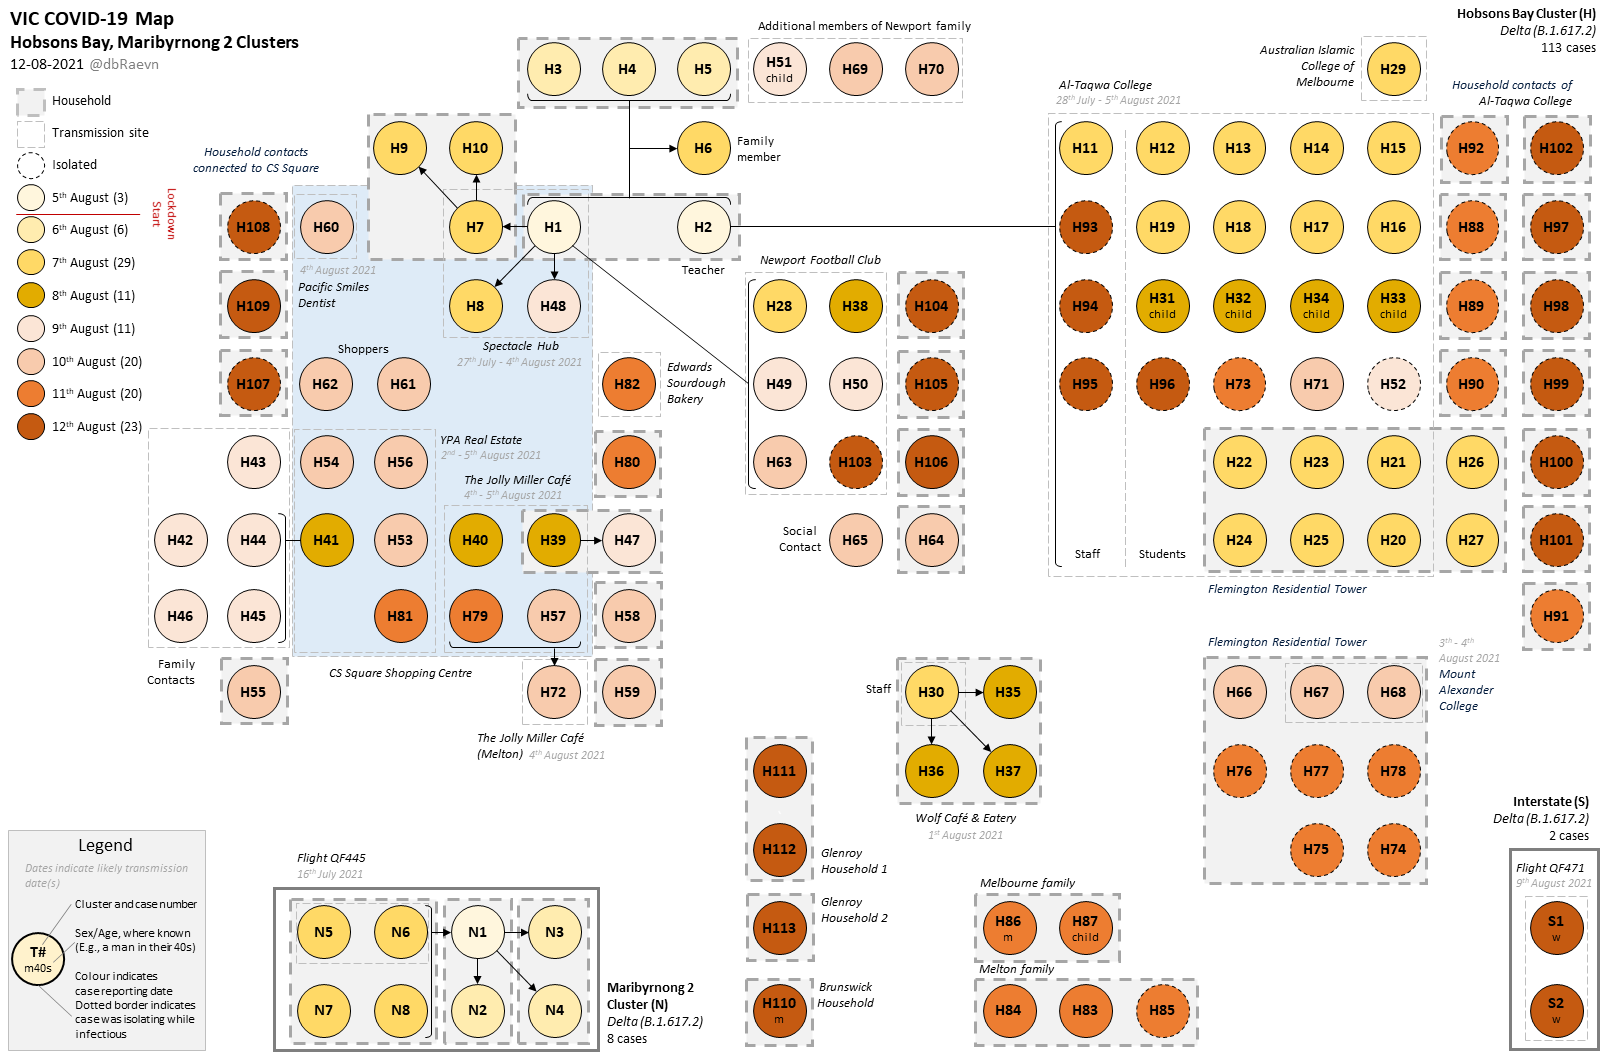 VIC COVID-19 Map
Hobsons Bay, Maribyrnong 2 Clusters
12-08-2021 @dbRaevn
Household
Transmission site
Isolated
5th August (3)
Lockdown
Start
6th August (6)
7th August (29)
8th August (11)
9th August (11)
10th August (20)
11th August (20)
12th August (23)
Hobsons Bay Cluster (H)
Delta (B.1.617.2)
113 cases
Additional members of Newport family
H3
H4
H5
H51
child
H69
H70
Australian Islamic
College of
Melbourne
H29
Household contacts of
Al-Taqwa College
Al-Taqwa College
28th July - 5th August 2021
H9
H10
H6
Family
member
H7
H1
H2
Teacher
H8
H48
Spectacle Hub
27th July - 4th August 2021
Household contacts
connected to CS Square
H108
H109
H107
H60
4th August 2021
Pacific Smiles
Dentist
Shoppers
H62
H61
H82
Edwards
Sourdough
Bakery
H43
H42
H44
H46
H45
Family
Contacts
H55
H54
H56
YPA Real Estate
2nd - 5th August 2021
H41
H53
H81
The Jolly Miller Café
4th - 5th August 2021
H40
H39
H47
H79
H57
H80
H58
H59
CS Square Shopping Centre
H72
The Jolly Miller Café
(Melton) 4th August 2021
Newport Football Club
H28
H38
H49
H50
H63
H103
H104
H105
H106
Social
Contact
H65
H64
H11
H12
H13
H14
H15
H93
H19
H18
H17
H16
H94
H31
child
H32
child
H34
child
H33
child
H95
H96
H73
H71
H52
H22
H23
H21
H26
H24
H25
H20
H27
Staff
Students
Flemington Residential Tower
H92
H102
H88
H97
H89
H98
H90
H99
H100
H101
H91
Flemington Residential Tower
3rd - 4th
August 2021
Mount
Alexander
College
H66
H67
H68
H76
H77
H78
H75
H74
Staff
H30
H35
H36
H37
Wolf Café & Eatery
1st August 2021
H111
H112
Glenroy
Household 1
H113
Glenroy
Household 2
H110
m
Brunswick
Household
Melbourne family
H86
m
H87
child
Melton family
H84
H83
H85
Interstate (S)
Delta (B.1.617.2)
2 cases
Flight QF471
9th August 2021
S1
w
S2
w
Flight QF445
16th July 2021
N5
N6
N1
N3
N7
N8
N2
N4
Maribyrnong 2
Cluster (N)
Delta (B.1.617.2)
8 cases
Legend
Dates indicate likely transmission
date(s)
Cluster and case number
Sex/Age, where known
(E.g., a man in their 40s)
T#
m40s
Colour indicates
case reporting date
Dotted border indicates
case was isolating while
infectious